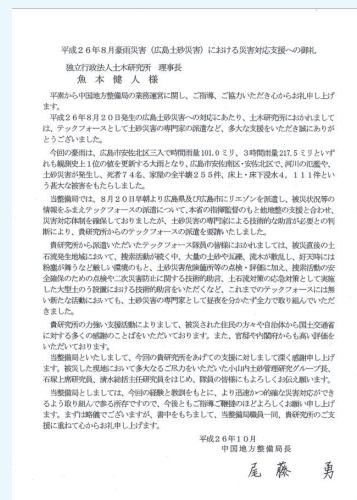 平成２６年８月豪雨災害（広島土砂災害）における災害対応支援への御礼
独立行政法人土木研究所　理事長
魚　本　健　人　様
平素から中国地方整備局の業務運営に関し、ご指導、ご協力いただき心からお礼申し上げ
ます。
平成２６年８月２０日発生の広島土砂災害への対応にあたり、土木研究所におかれまして
は、テックフォースとして土砂災害の専門家の派遣など、多大な支援をいただき誠にありが
とうございました。
今回の豪雨は、広島市安佐北区三入で時間雨量１０１.０ミリ、３時間雨量２１７.５ミリといず
れも観測史上１位の値を更新する大雨となり、広島市安佐南区・安佐北区で、河川の氾濫や、
土砂災害が発生し、死者７４名、家屋の全半壊２５５件、床上・床下浸水４，１１１件とい
う甚大な被害をもたらしました。
当整備局では、８月２０日早朝より広島県及び広島市にリエゾンを派遣し、被災状況等の
情報をふまえテックフォースの派遣について、本省の指揮監督のもと他地整の支援と合わせ、
災害対応体制を確保しておりましたが、土砂災害の専門家による技術的な助言が必要との判
断により、貴研究所からのテックフォースの派遣を要請いたしました。
貴研究所から派遣いただいたテックフォース隊員の皆様におかれましては、被災直後の土
石流発生地域において、捜索活動が続く中、大量の土砂や瓦礫、流木が散乱し、好天時には
粉塵が舞うなど厳しい環境のもと、土砂災害危険箇所等の点検・評価に加え、捜索活動の安
全確保のための点検や二次災害防止に関する技術的助言、土石流対策の応急対策として実施
した大型土のう設置における技術的助言をいただくなど、これまでのテックフォースには無
い新たな活動においても、土砂災害の専門家として昼夜を分かたず全力で取り組んでいただ
きました。
貴研究所の力強い支援活動によりまして、被災された住民の方々や自治体から国土交通省
に対する多くの感謝のことばをいただいております。また、官邸や内閣府からも高い評価を
いただいております。
当整備局といたしまして、今回の貴研究所をあげての支援に対しまして深く感謝申し上げ
ます。被災した現地において多大なるご尽力をいただいた小山内土砂管理研究グループ長、
石塚上席研究員、清水総括主任研究員をはじめ、隊員の皆様にもよろしくお伝え願います。
当整備局としましては、今回の経験と教訓をもとに、より迅速かつ的確な災害対応ができ
るよう取り組んで参る所存ですので、今後ともご指導ご鞭撻のほどよろしくお願い申し上げ
ます。まずは略儀でございますが、書中をもちまして、当整備局職員一同、貴研究所のご支
援に重ねて心からお礼申し上げます。
平成２６年１０月
中国地方整備局長
尾　藤　勇